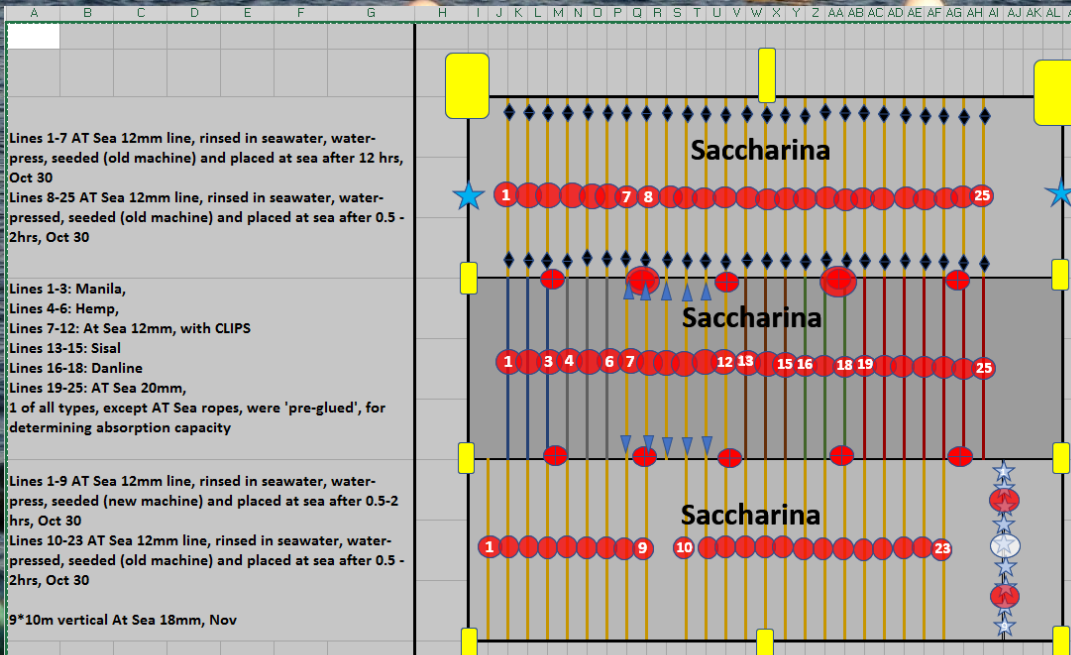 A B C D E F G H I J K L M N O P Q R S T U V W X Y Z AA AB AC AD AE AF AG AH AI AJ AK AL
Lines 1-7 AT Sea 12mm line, rinsed in seawater, water-
press, seeded (old machine) and placed at sea after 12 hrs,
Oct 30
Lines 8-25 AT Sea 12mm line, rinsed in seawater, water-
pressed, seeded (old machine) and placed at sea after 0.5 -
2hrs, Oct 30
Saccharina
1 7 8 25
Lines 1-3: Manila,
Lines 4-6: Hemp,
Lines 7-12: At Sea 12mm, with CLIPS
Lines 13-15: Sisal
Lines 16-18: Danline
Lines 19-25: AT Sea 20mm,
1 of all types, except AT Sea ropes, were 'pre-glued', for
determining absorption capacity
Saccharina
1 3 4 6 7 12 13 15 16 18 19 25
Lines 1-9 AT Sea 12mm line, rinsed in seawater, water-
press, seeded (new machine) and placed at sea after 0.5-2
hrs, Oct 30
Lines 10-23 AT Sea 12mm line, rinsed in seawater, water-
pressed, seeded (old machine) and placed at sea after 0.5 -
2hrs, Oct 30
9*10m vertical At Sea 18mm, Nov
Saccharina
1 9 10 23